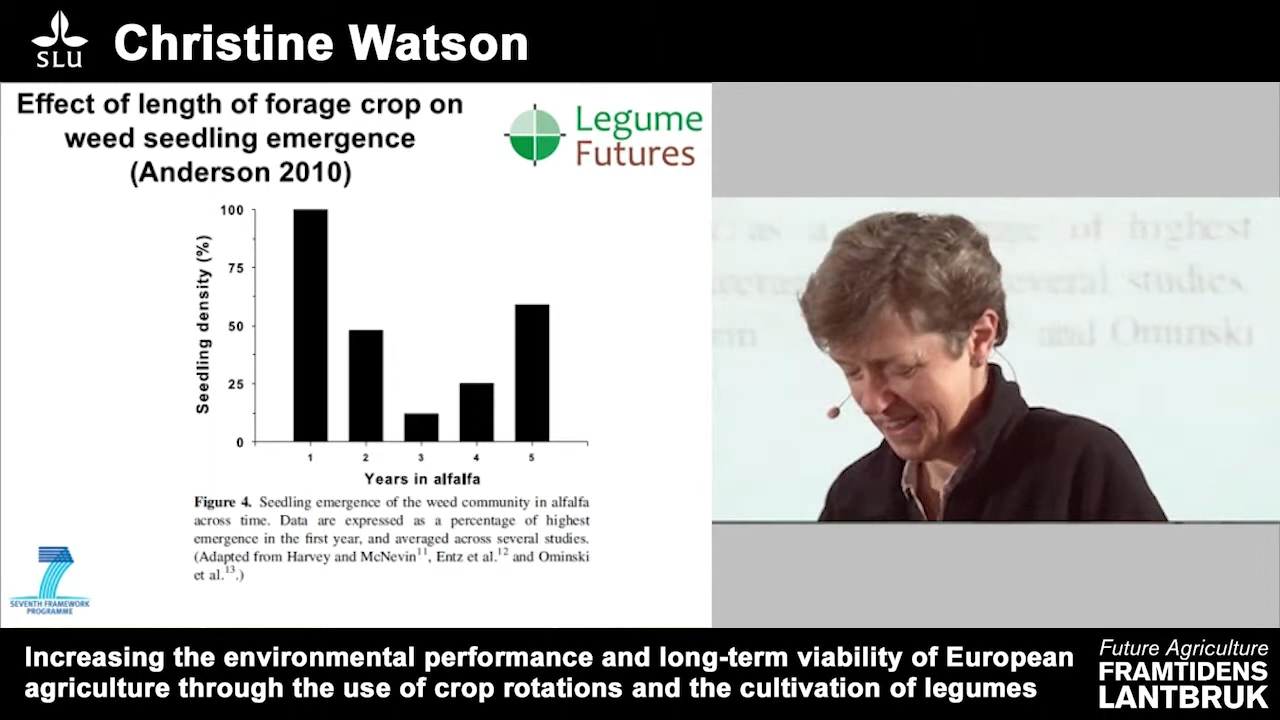 SLU
Christine Watson
Effect of length of forage crop on
weed seedling emergence
(Anderson 2010)
Legume
Futures
100
75
50
25
0
Seedling density (%)
1 2 3 4 5
Years in alfalfa
Figure 4. Seedling emergence of the weed community in alfalfa
across time. Data are expressed as a percentage of highest
emergence in the first year, and averaged across several studies.
(Adapted from Harvey and McNevin11, Entz et al.12 and Ominski
et al.13.)
SEVENTH FRAMEWORK
PROGRAMME
as a of highest
several studies.
and Ominski
Increasing the environmental performance and long-term viability of European
agriculture through the use of crop rotations and the cultivation of legumes
Future Agriculture
FRAMTIDENS
LANTBRUK